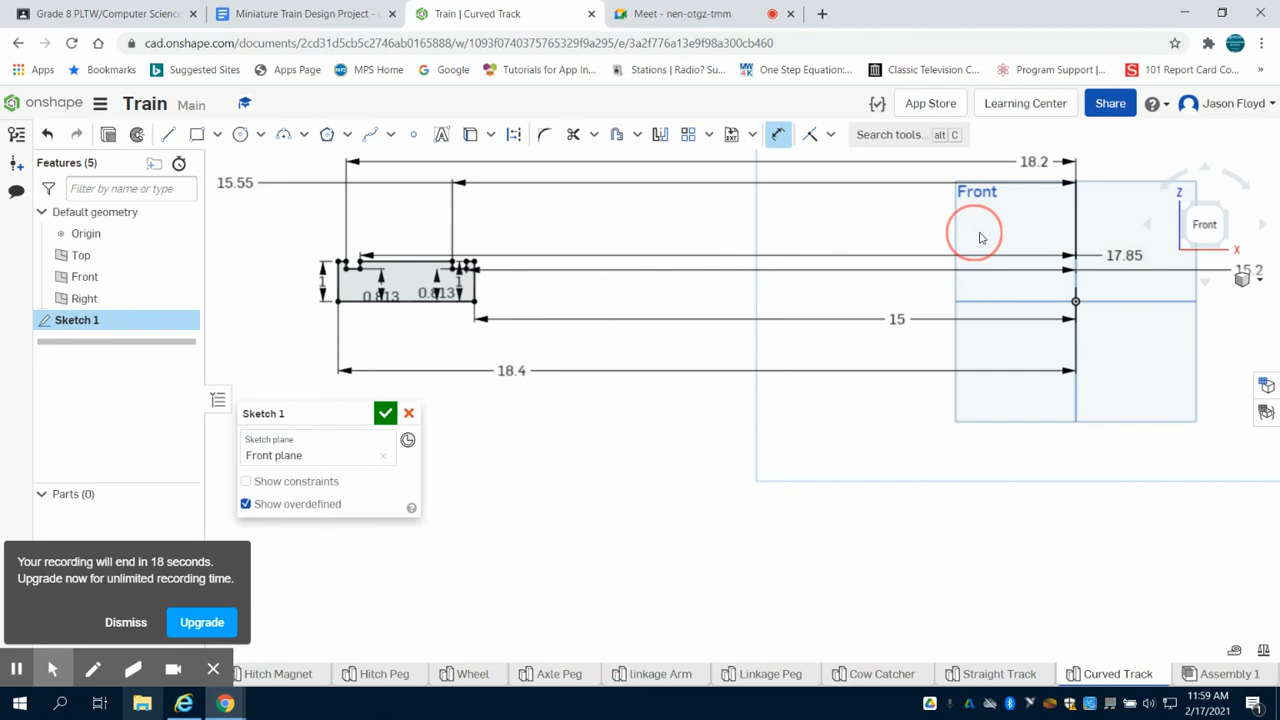 Grade 8 PLTW/Computer Science
Miniature Train Design Project -
Train | Curved Track
Meet - nen-otgz-tmm
cad.onshape.com/documents/2cd31d5cb5c2746ab0165888/w/1093f0740375765329f9a295/e/3a2f776a13e9f98a300cb460
Apps
Bookmarks
Suggested Sites
Apps Page
MPS Home
Google
Tutorials for App In...
Stations | Radio? Su...
One Step Equation:...
Classic Television C...
Program Support |...
101 Report Card Co...
»
onshape
Train
Main
App Store
Learning Center
Share
Jason Floyd
Search tools...
alt
C
Features (5)
Filter by name or type
Default geometry
Origin
Top
Front
Right
Sketch 1
Parts (0)
18.2
15.55
Front
Z
Front
X
17.85
15.2
1
0.813
0.813
1
15
18.4
Sketch 1
Sketch plane
Front plane
Show constraints
Show overdefined
Your recording will end in 18 seconds.
Upgrade now for unlimited recording time.
Dismiss
Upgrade
Hitch Magnet
Hitch Peg
Wheel
Axle Peg
linkage Arm
Linkage Peg
Cow Catcher
Straight Track
Curved Track
Assembly 1
11:59 AM
2/17/2021